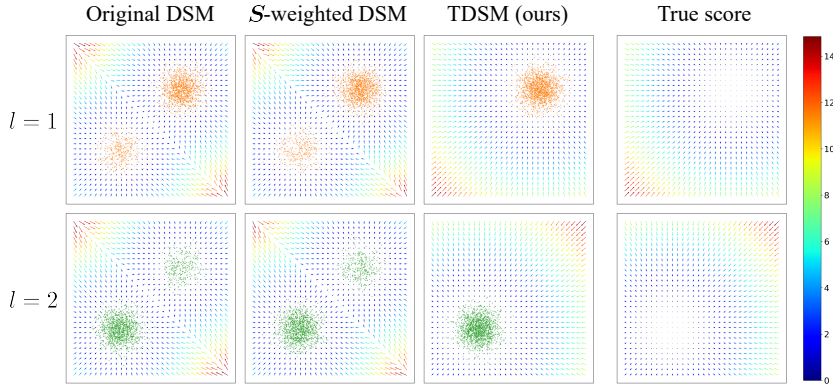 Original DSM
S-weighted DSM
TDSM (ours)
True score
l = 1
l = 2
14
12
10
8
6
4
2
0